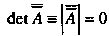 det A̿ ≡ |A̿| = 0